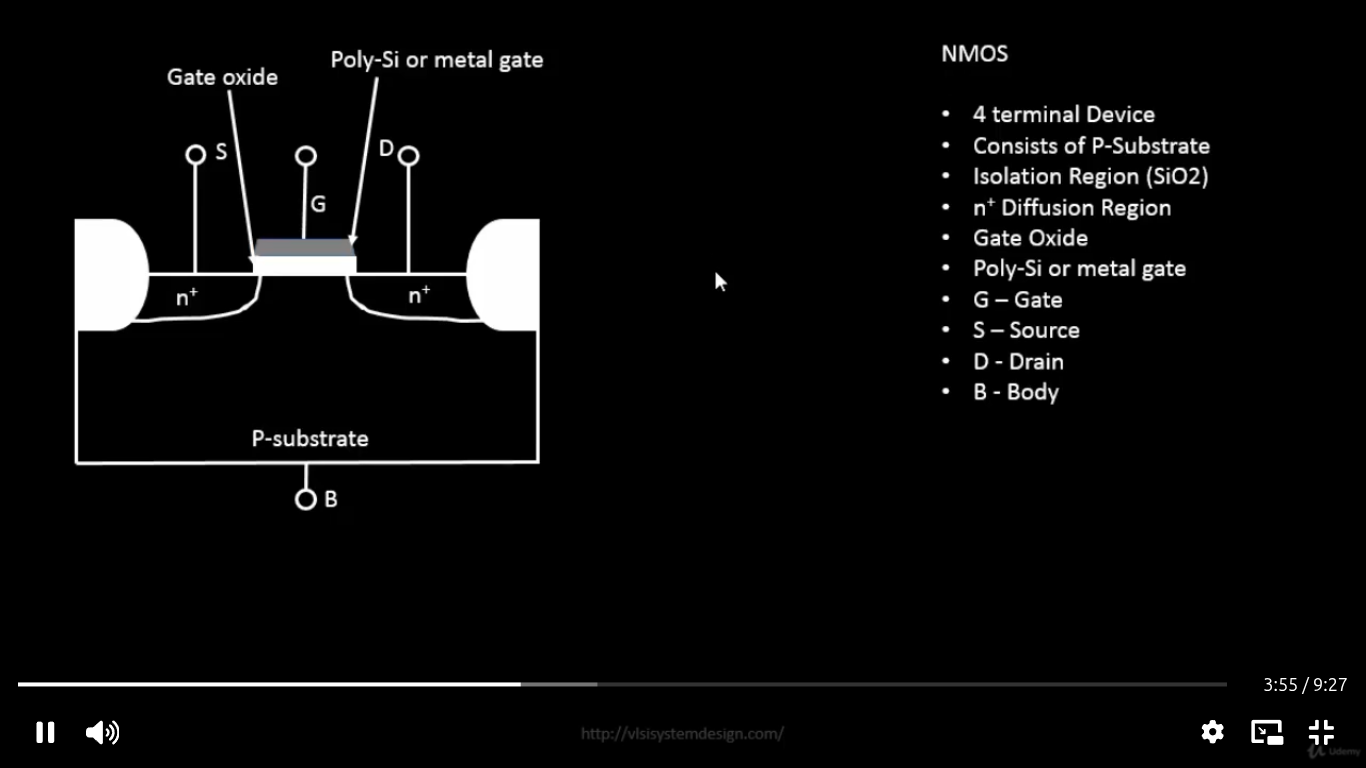 Poly-Si or metal gate
Gate oxide
S
D
G
n⁺
n⁺
P-substrate
B
NMOS
• 4 terminal Device
• Consists of P-Substrate
• Isolation Region (SiO2)
• n⁺ Diffusion Region
• Gate Oxide
• Poly-Si or metal gate
• G – Gate
• S – Source
• D - Drain
• B - Body
3:55 / 9:27
http://vlsisystemdesign.com/
Udemy